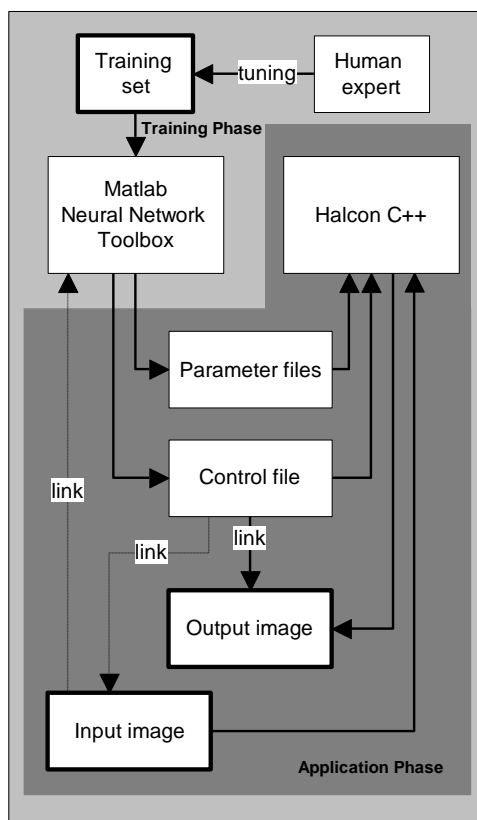 Training
set
tuning
Human
expert
Training Phase
Matlab
Neural Network
Toolbox
Halcon C++
Parameter files
Control file
link
link
link
Output image
Input image
Application Phase